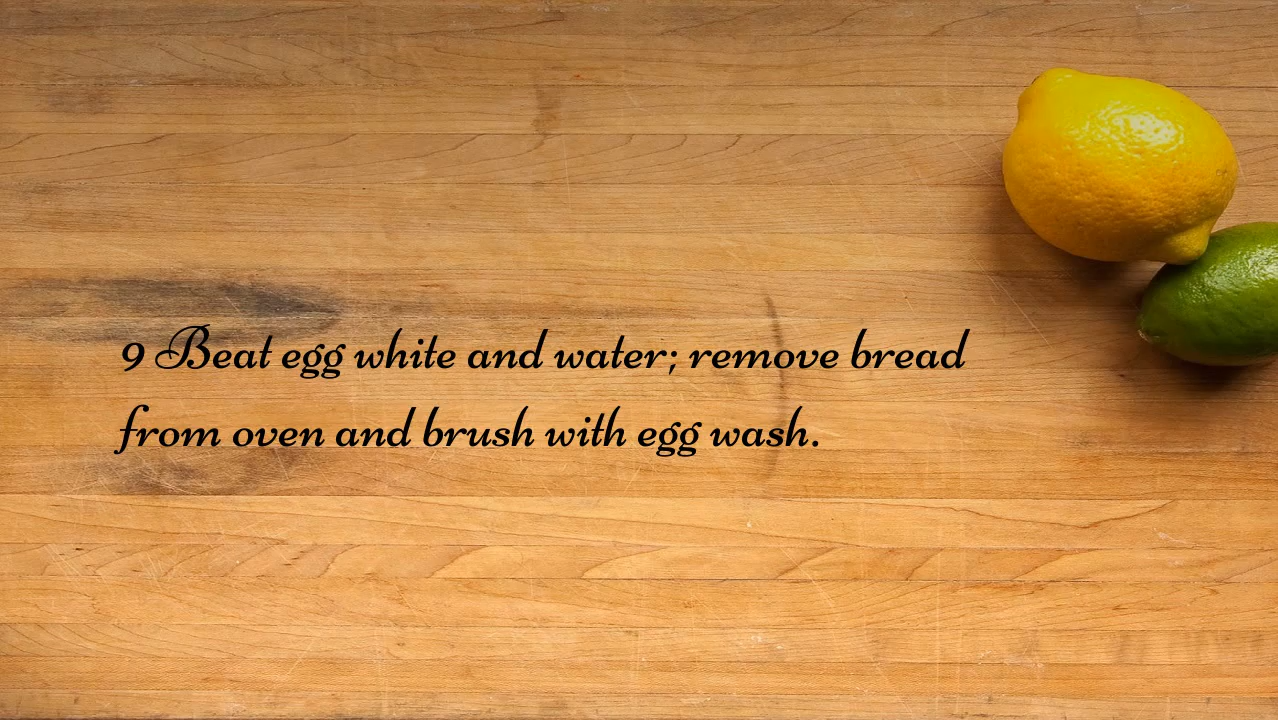 9 Beat egg white and water; remove bread
from oven and brush with egg wash.